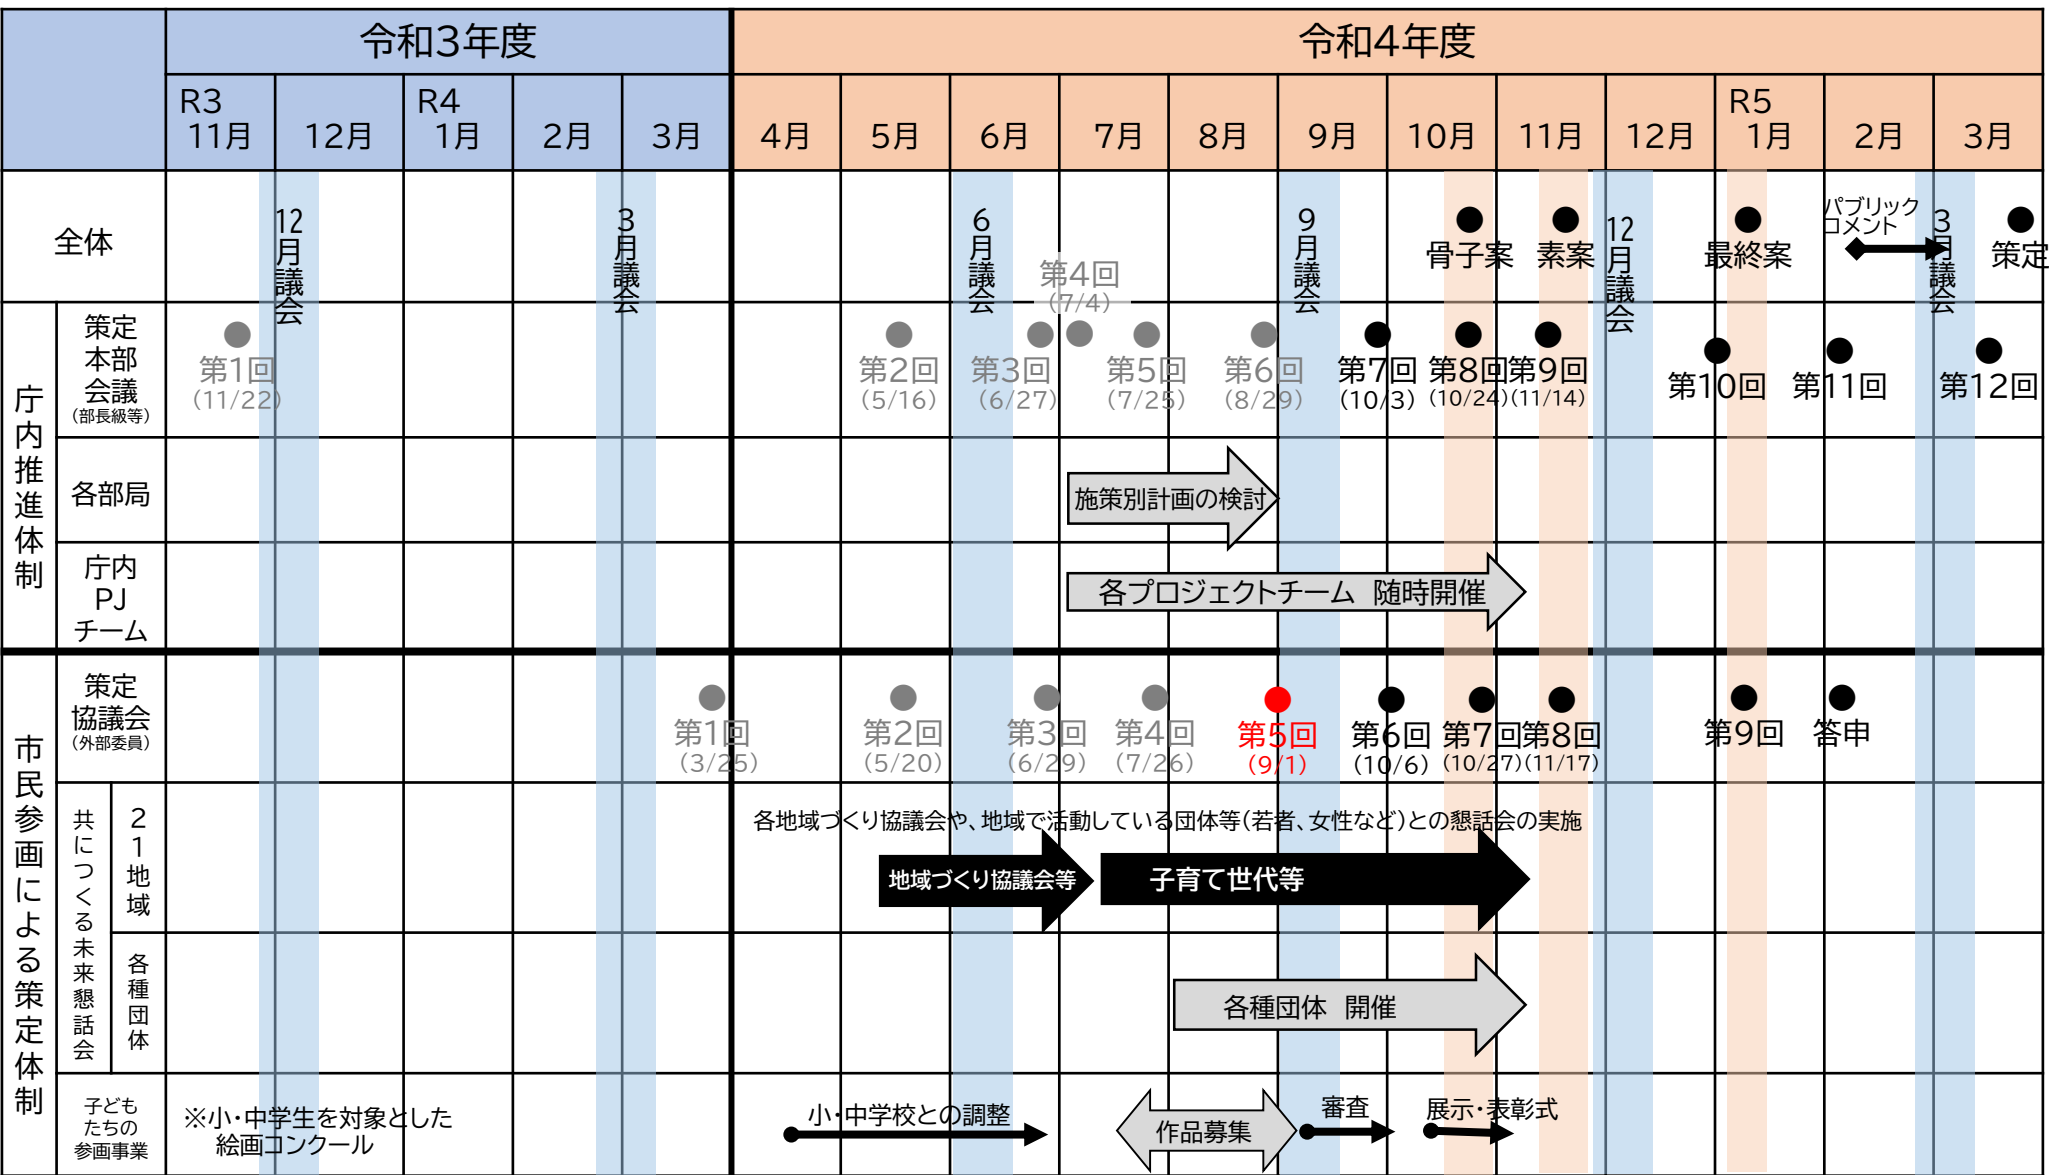 令和3年度
令和4年度
R3
11月
12月
R4
1月
2月
3月
4月
5月
6月
7月
8月
9月
10月
11月
12月
R5
1月
2月
3月
全体
12月議会
3月議会
6月議会
9月議会
骨子案
素案
12月議会
最終案
パブリック
コメント
3月議会
策定
庁内推進体制
策定
本部
会議
(部長級等)
第1回
(11/22)
第2回
(5/16)
第3回
(6/27)
第4回
(7/4)
第5回
(7/25)
第6回
(8/29)
第7回
(10/3)
第8回
(10/24)
第9回
(11/14)
第10回
第11回
第12回
各部局
施策別計画の検討
庁内
PJ
チーム
各プロジェクトチーム 随時開催
市民参画による策定体制
策定
協議会
(外部委員)
第1回
(3/25)
第2回
(5/20)
第3回
(6/29)
第4回
(7/26)
第5回
(9/1)
第6回
(10/6)
第7回
(10/27)
第8回
(11/17)
第9回
答申
共につくる未来懇話会
21地域
各地域づくり協議会や、地域で活動している団体等(若者、女性など)との懇話会の実施
地域づくり協議会等
子育て世代等
各種団体
各種団体 開催
子ども
たちの
参画事業
※小・中学生を対象とした
絵画コンクール
小・中学校との調整
作品募集
審査
展示・表彰式